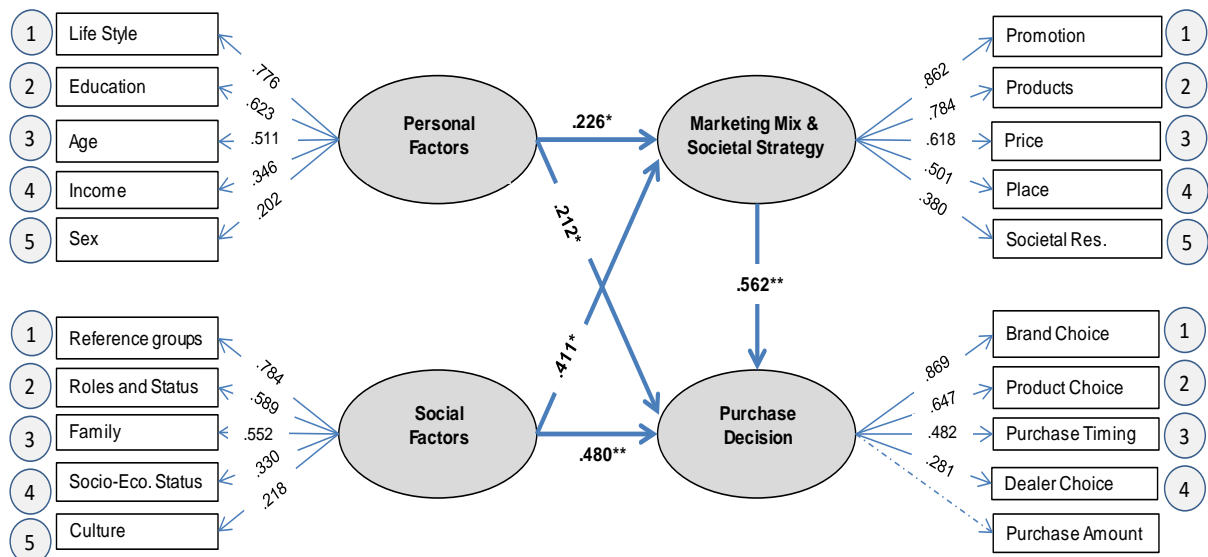 1 Life Style .776
2 Education .623
3 Age .511
4 Income .346
5 Sex .202
Personal
Factors
.226*
.212*
Marketing Mix &
Societal Strategy
.862 Promotion 1
.784 Products 2
.618 Price 3
.501 Place 4
.380 Societal Res. 5
.562**
1 Reference groups .784
2 Roles and Status .589
3 Family .552
4 Socio-Eco. Status .330
5 Culture .218
Social
Factors
.411*
.480**
Purchase
Decision
.869 Brand Choice 1
.647 Product Choice 2
.482 Purchase Timing 3
.281 Dealer Choice 4
Purchase Amount